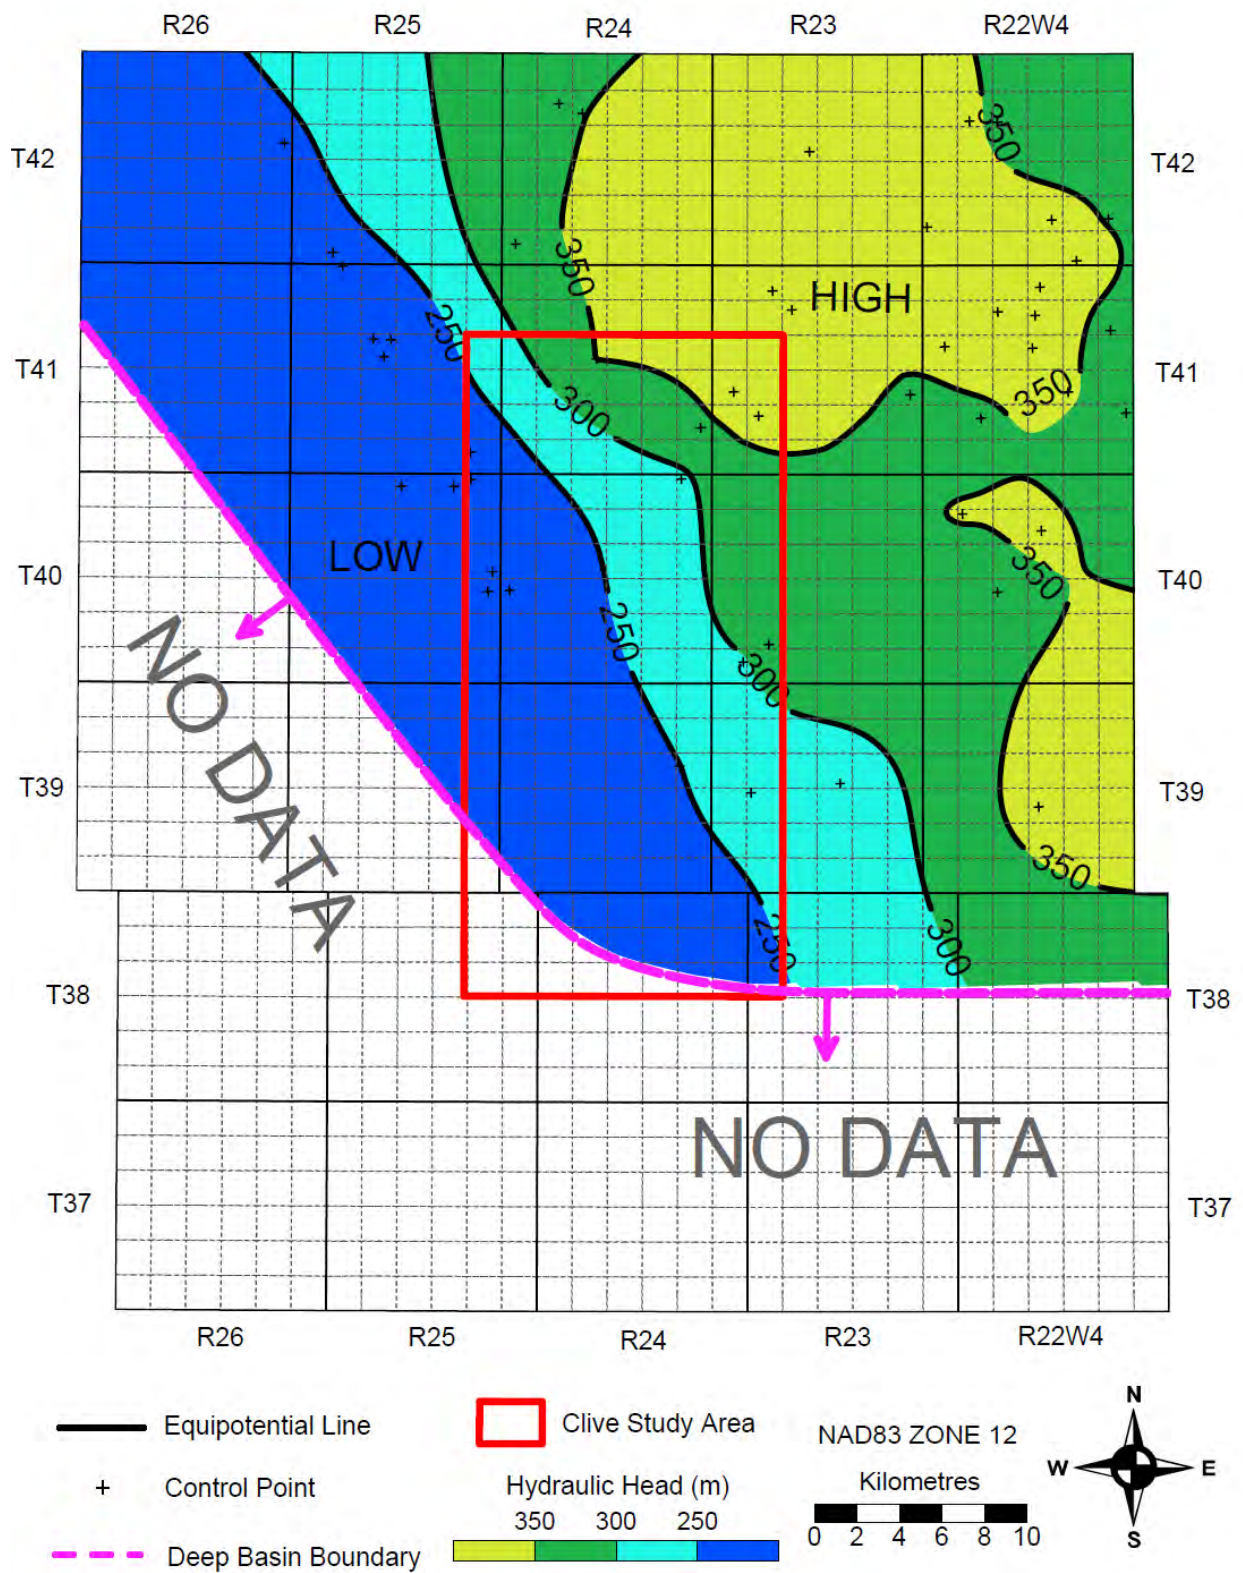 R26 R25 R24 R23 R22W4
T42 T42
350
350
HIGH
250
T41 T41
350
300
LOW
T40 T40
350
250
NO DATA
300
T39 T39
350
250
300
T38 T38
NO DATA
T37 T37
R26 R25 R24 R23 R22W4
Equipotential Line
Clive Study Area
NAD83 ZONE 12
N
W E
S
Control Point
Hydraulic Head (m)
Kilometres
350 300 250
0 2 4 6 8 10
Deep Basin Boundary